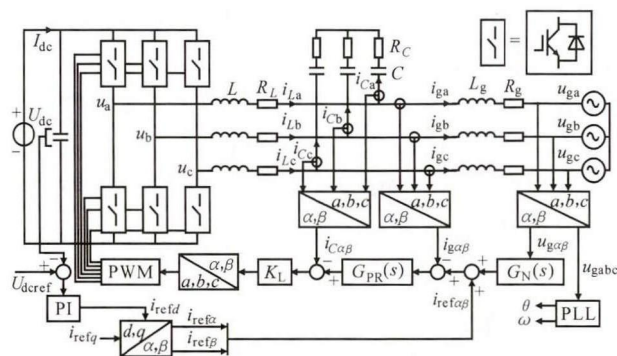 I_dc
R_C
C
i_Ca
U_dc
u_a
L
R_L
i_La
i_ga
L_g
R_g
u_ga
u_b
i_Lb
i_Cb
i_gb
u_gb
u_c
i_Lc
i_Cc
i_gc
u_gc
a,b,c
α,β
a,b,c
α,β
a,b,c
α,β
i_Cαβ
i_gαβ
u_gαβ
u_gabc
U_dcref
PWM
α,β
a,b,c
K_L
G_PR(s)
G_N(s)
PI
i_refd
i_refα
i_refαβ
θ
ω
PLL
i_refq
d,q
α,β
i_refβ